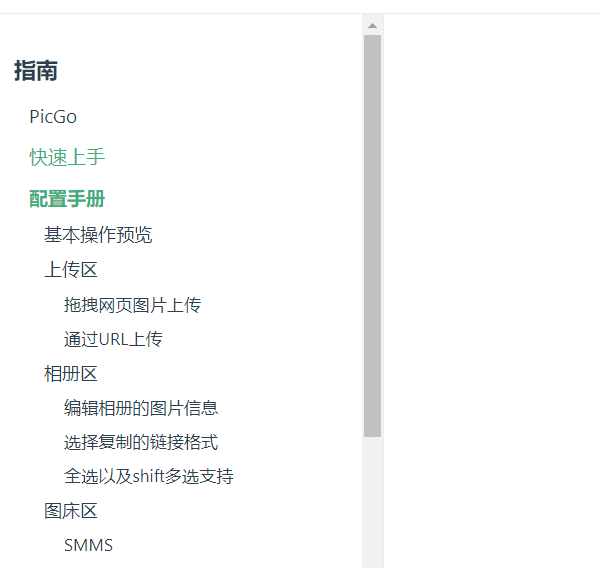 指南
PicGo
快速上手
配置手册
基本操作预览
上传区
拖拽网页图片上传
通过URL上传
相册区
编辑相册的图片信息
选择复制的链接格式
全选以及shift多选支持
图床区
SMMS